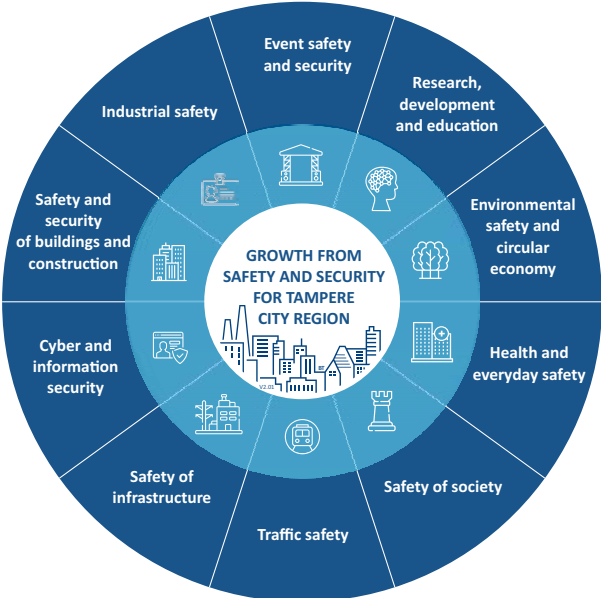 Event safety
and security
Research,
development
and education
Environmental
safety and
circular
economy
Health and
everyday safety
Safety of society
Traffic safety
Safety of
infrastructure
Cyber and
information
security
Safety and
security
of buildings and
construction
Industrial safety
GROWTH FROM
SAFETY AND SECURITY
FOR TAMPERE
CITY REGION
V2.01